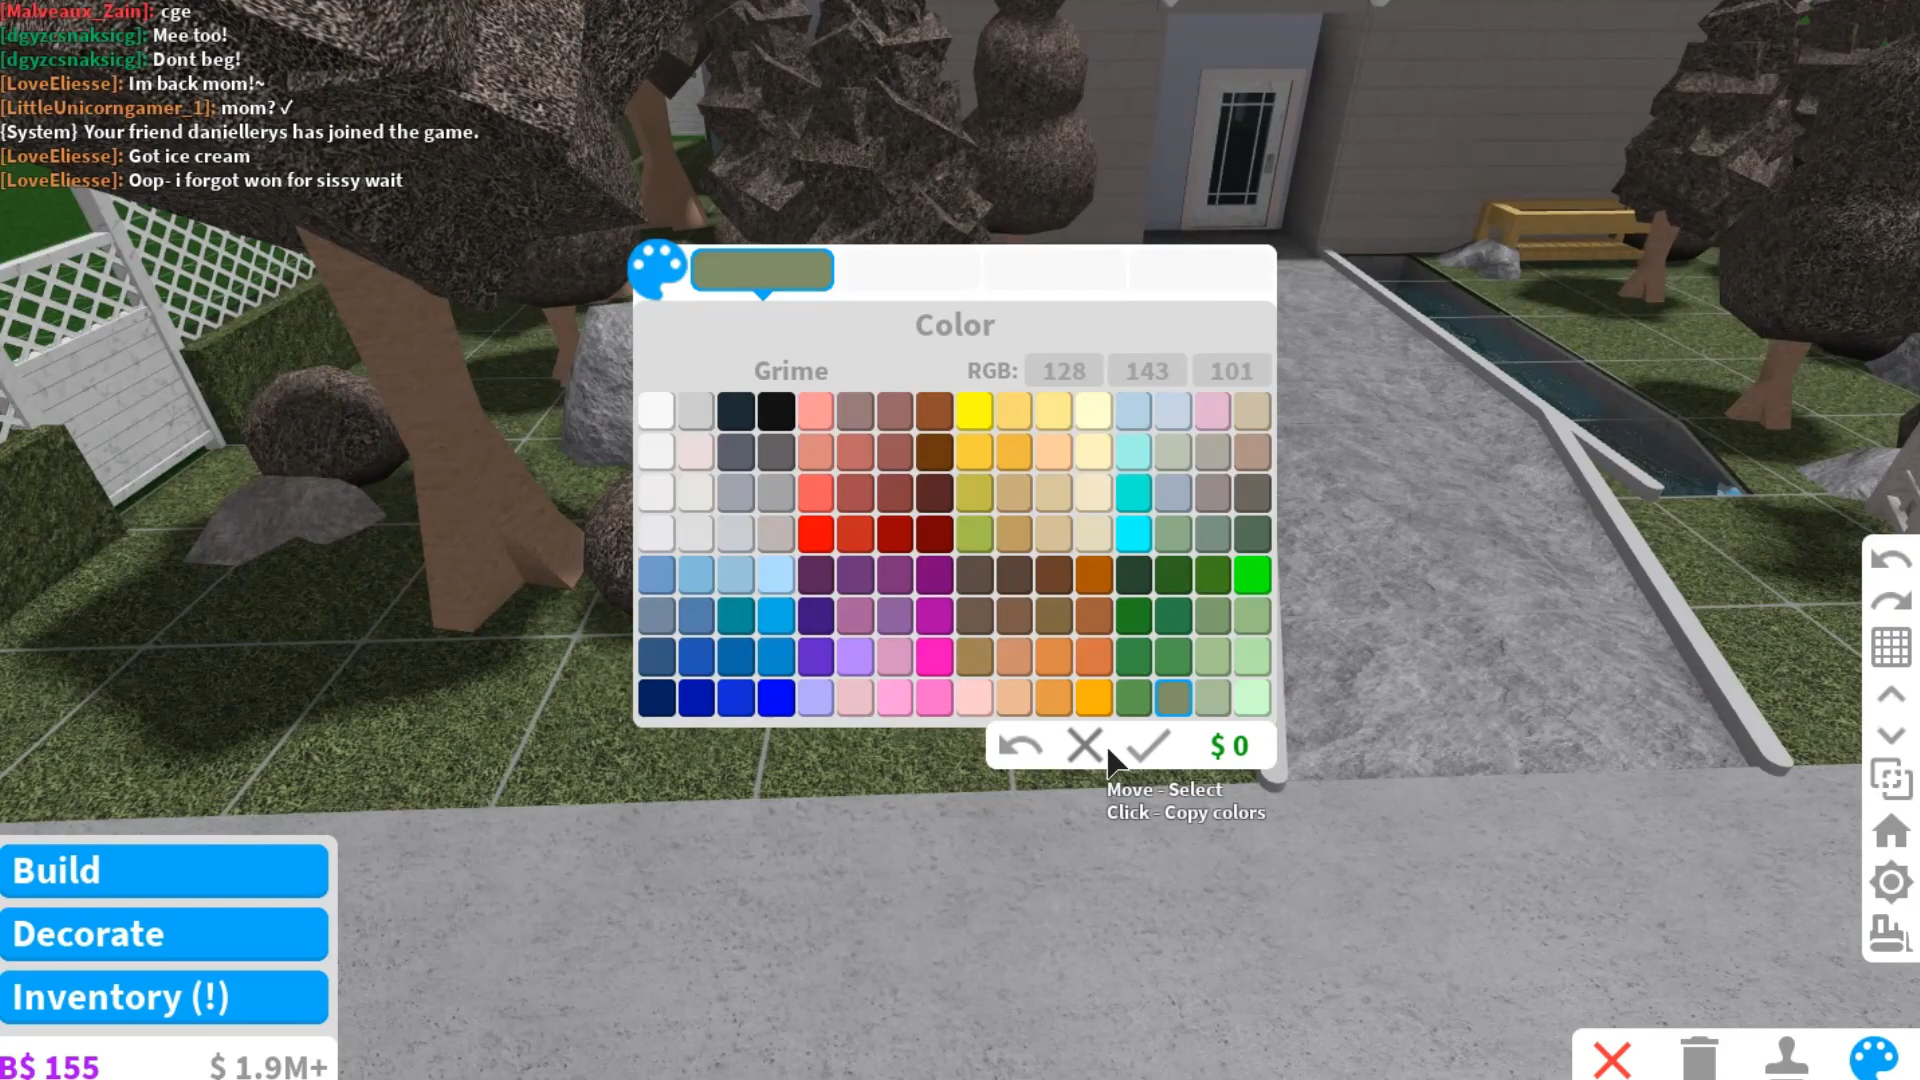 [Malveaux_Zain]: cge
[dgyzcsnaksicg]: Mee too!
[dgyzcsnaksicg]: Dont beg!
[LoveEliesse]: Im back mom!~
[LittleUnicorngamer_1]: mom? ✓
{System} Your friend daniellerys has joined the game.
[LoveEliesse]: Got ice cream
[LoveEliesse]: Oop- i forgot won for sissy wait
Color
Grime RGB: 128 143 101
$ 0
Move - Select
Click - Copy colors
Build
Decorate
Inventory (!)
B$ 155 $ 1.9M+